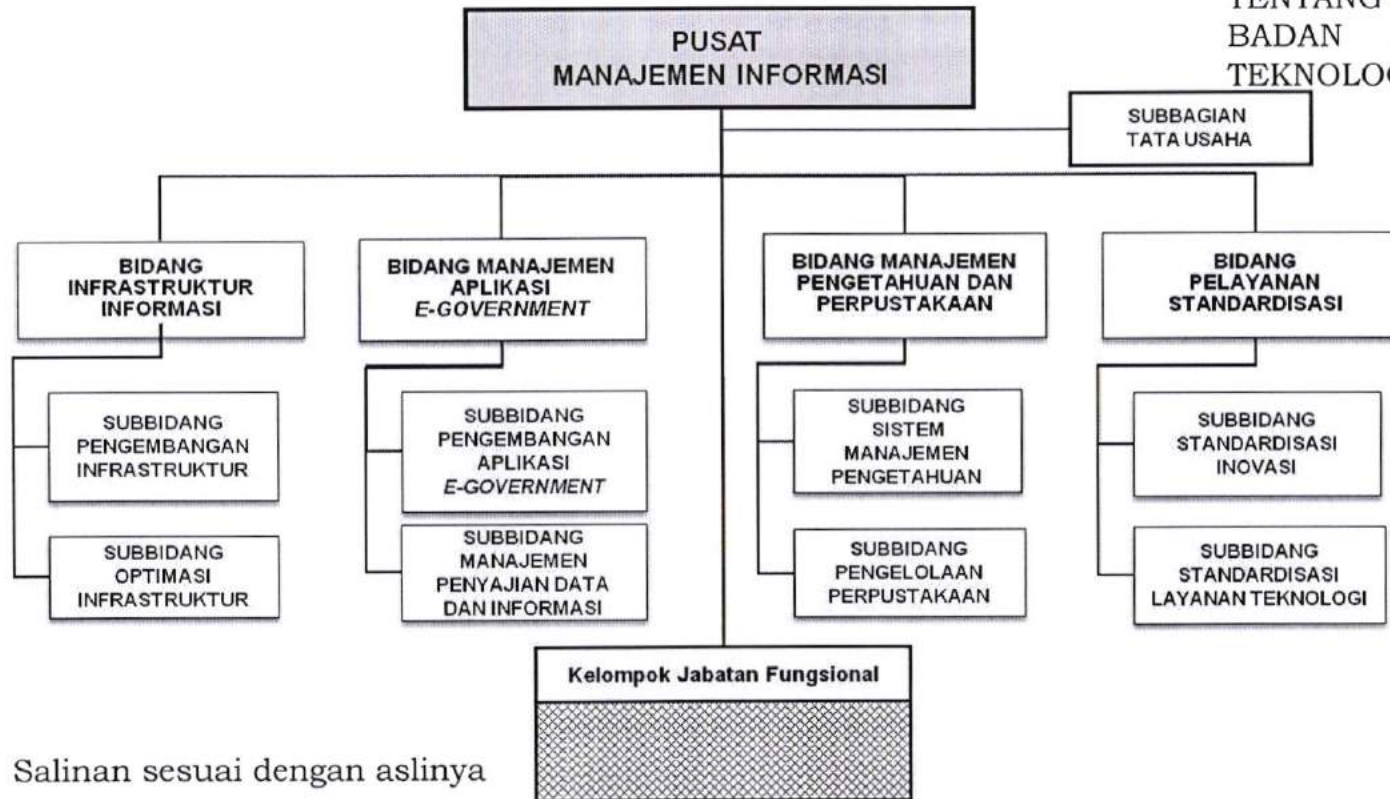 BADAN
PUSAT
MANAJEMEN INFORMASI
SUBBAGIAN
TATA USAHA
BIDANG
INFRASTRUKTUR
INFORMASI
BIDANG MANAJEMEN
APLIKASI
E-GOVERNMENT
BIDANG MANAJEMEN
PENGETAHUAN DAN
PERPUSTAKAAN
BIDANG
PELAYANAN
STANDARDISASI
SUBBIDANG
PENGEMBANGAN
INFRASTRUKTUR
SUBBIDANG
PENGEMBANGAN
APLIKASI
E-GOVERNMENT
SUBBIDANG
SISTEM
MANAJEMEN
PENGETAHUAN
SUBBIDANG
STANDARDISASI
INOVASI
SUBBIDANG
OPTIMASI
INFRASTRUKTUR
SUBBIDANG
MANAJEMEN
PENYAJIAN DATA
DAN INFORMASI
SUBBIDANG
PENGELOLAAN
PERPUSTAKAAN
SUBBIDANG
STANDARDISASI
LAYANAN TEKNOLOGI
Kelompok Jabatan Fungsional
Salinan sesuai dengan aslinya